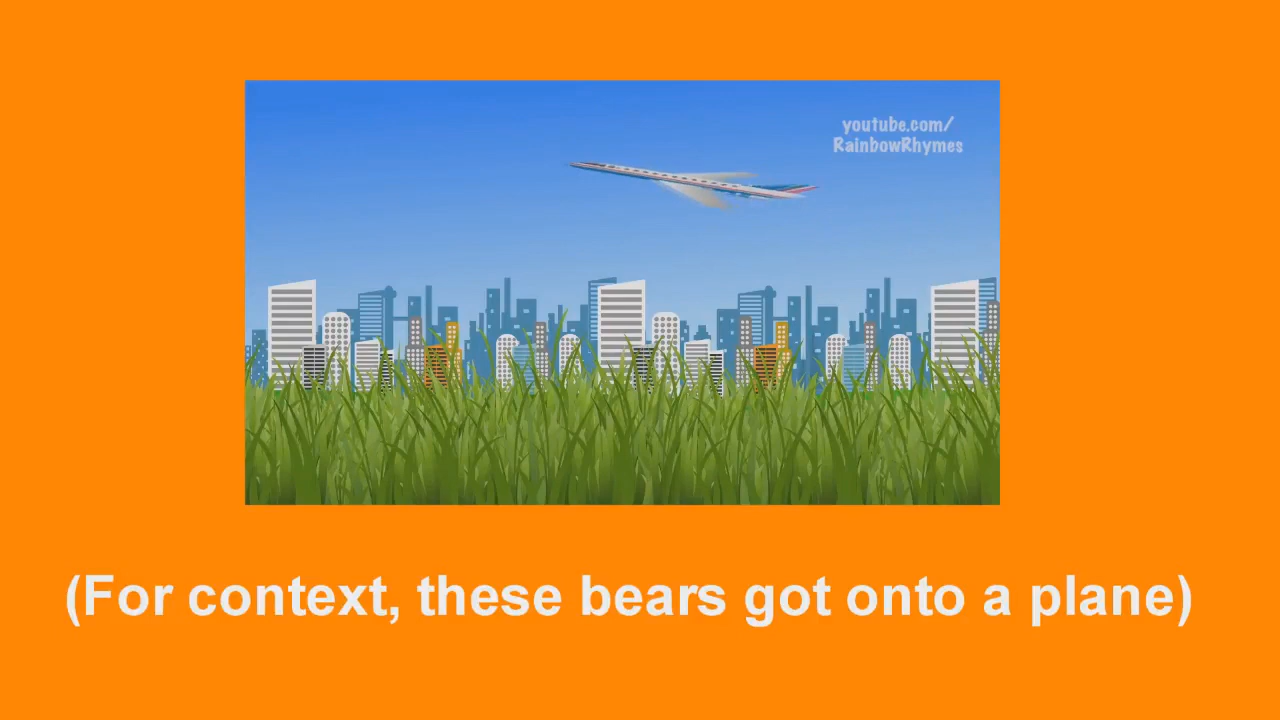 youtube.com/
RainbowRhymes
(For context, these bears got onto a plane)